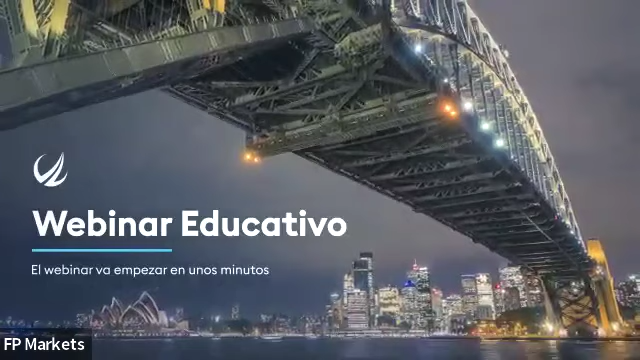 Webinar Educativo
El webinar va empezar en unos minutos
FP Markets